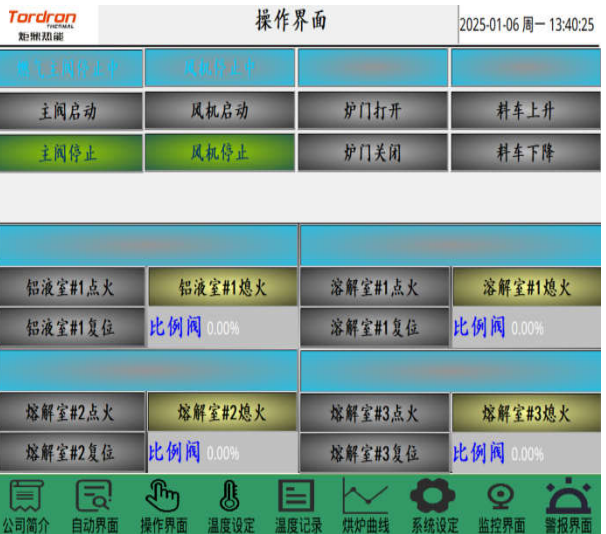 Tordron
THERMAL
炬鼎热能
操作界面
2025-01-06 周一 13:40:25
风机停止中
主阀启动 风机启动 炉门打开 料车上升
主阀停止 风机停止 炉门关闭 料车下降
铝液室#1点火 铝液室#1熄火 溶解室#1点火 溶解室#1熄火
铝液室#1复位 比例阀 0.00% 溶解室#1复位 比例阀 0.00%
熔解室#2点火 熔解室#2熄火 熔解室#3点火 熔解室#3熄火
熔解室#2复位 比例阀 0.00% 熔解室#3复位 比例阀 0.00%
公司简介 自动界面 操作界面 温度设定 温度记录 烘炉曲线 系统设定 监控界面 警报界面